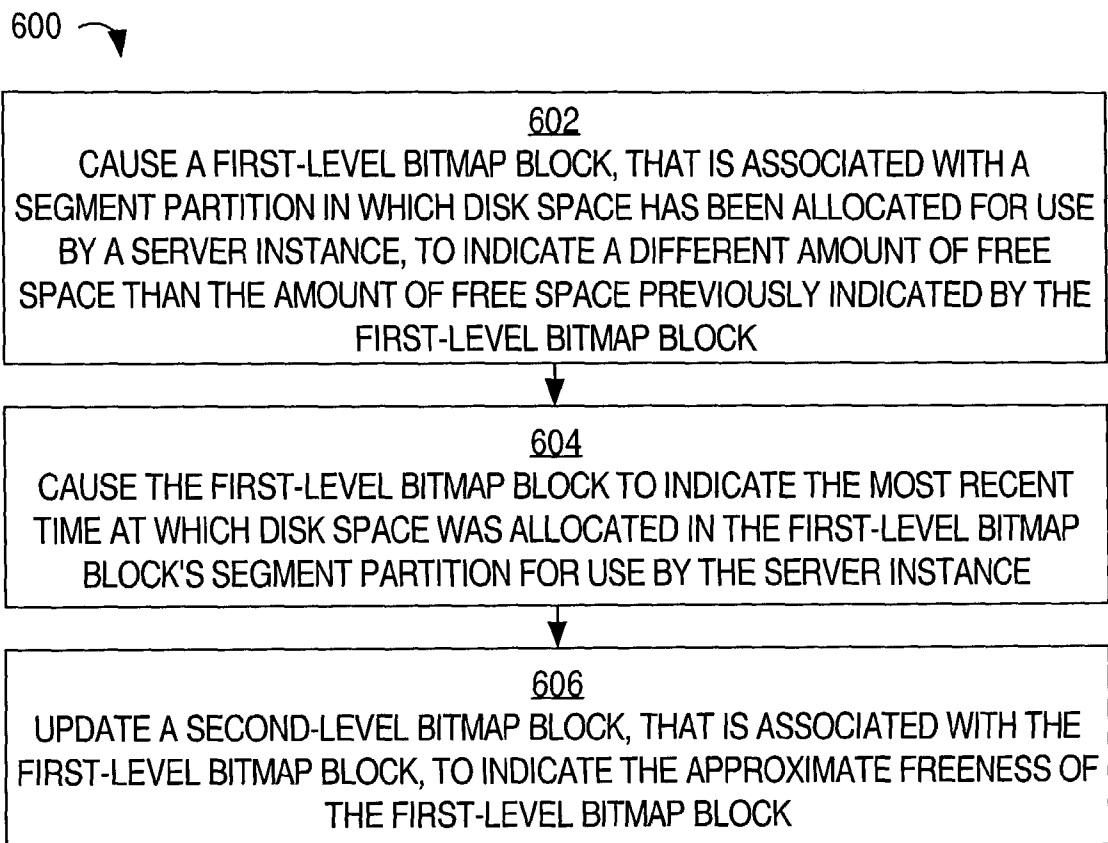 600
602
CAUSE A FIRST-LEVEL BITMAP BLOCK, THAT IS ASSOCIATED WITH A
SEGMENT PARTITION IN WHICH DISK SPACE HAS BEEN ALLOCATED FOR USE
BY A SERVER INSTANCE, TO INDICATE A DIFFERENT AMOUNT OF FREE
SPACE THAN THE AMOUNT OF FREE SPACE PREVIOUSLY INDICATED BY THE
FIRST-LEVEL BITMAP BLOCK
604
CAUSE THE FIRST-LEVEL BITMAP BLOCK TO INDICATE THE MOST RECENT
TIME AT WHICH DISK SPACE WAS ALLOCATED IN THE FIRST-LEVEL BITMAP
BLOCK'S SEGMENT PARTITION FOR USE BY THE SERVER INSTANCE
606
UPDATE A SECOND-LEVEL BITMAP BLOCK, THAT IS ASSOCIATED WITH THE
FIRST-LEVEL BITMAP BLOCK, TO INDICATE THE APPROXIMATE FREENESS OF
THE FIRST-LEVEL BITMAP BLOCK